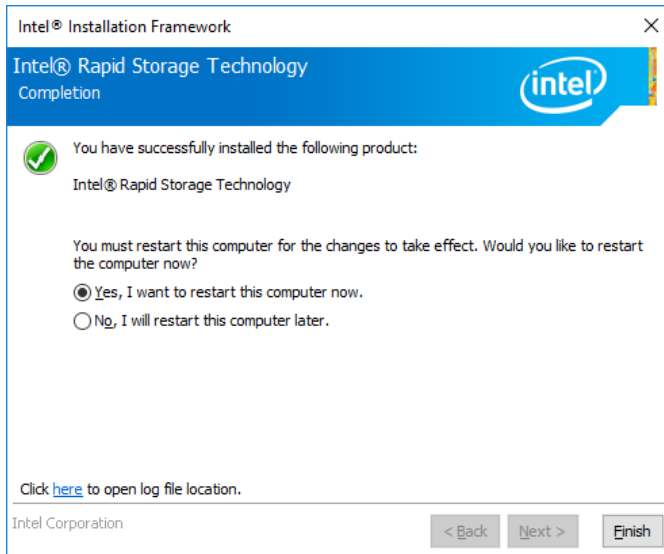 Intel® Installation Framework
Intel® Rapid Storage Technology
Completion
intel
You have successfully installed the following product:
Intel® Rapid Storage Technology
You must restart this computer for the changes to take effect. Would you like to restart
the computer now?
Yes, I want to restart this computer now.
No, I will restart this computer later.
Click here to open log file location.
Intel Corporation
< Back Next > Finish